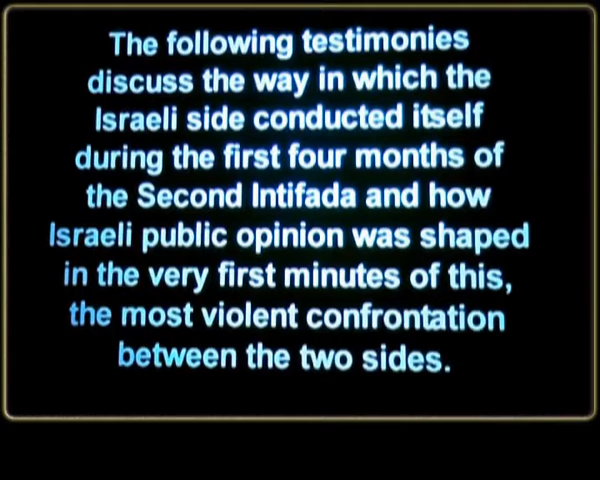 The following testimonies
discuss the way in which the
Israeli side conducted itself
during the first four months of
the Second Intifada and how
Israeli public opinion was shaped
in the very first minutes of this,
the most violent confrontation
between the two sides.